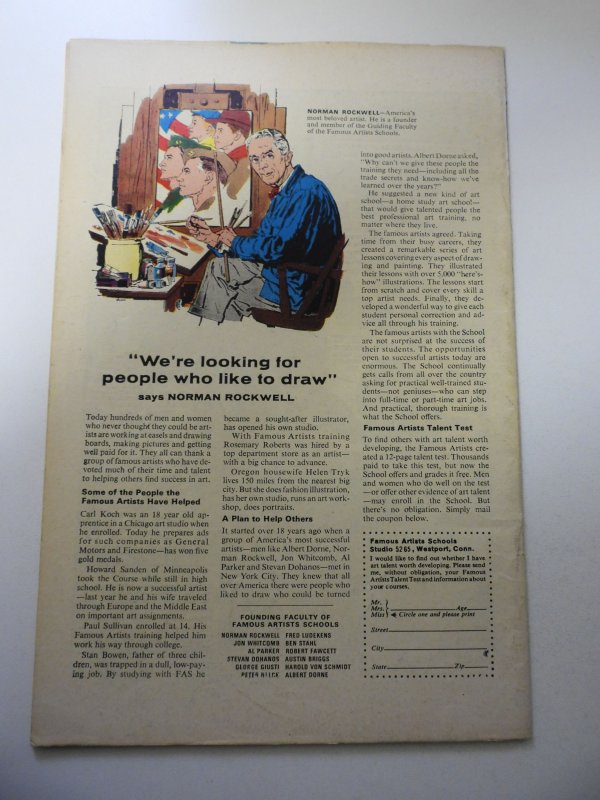 NORMAN ROCKWELL—America's
most beloved artist. He is a founder
and member of the Guiding Faculty
of the Famous Artists Schools.
"We're looking for
people who like to draw"
says NORMAN ROCKWELL
Today hundreds of men and women
who never thought they could be art-
ists are working at easels and drawing
boards, making pictures and getting
well paid for it. They all can thank a
group of famous artists who have de-
voted much of their time and talent
to helping others find success in art.
Some of the People the
Famous Artists Have Helped
Carl Koch was an 18 year old ap-
prentice in a Chicago art studio when
he enrolled. Today he prepares ads
for such companies as General
Motors and Firestone—has won five
gold medals.
Howard Sanden of Minneapolis
took the Course while still in high
school. He is now a successful artist
—last year he and his wife traveled
through Europe and the Middle East
on important art assignments.
Paul Sullivan enrolled at 14. His
Famous Artists training helped him
work his way through college.
Stan Bowen, father of three chil-
dren, was trapped in a dull, low-pay-
ing job. By studying with FAS he
became a sought-after illustrator,
has opened his own studio.
With Famous Artists training
Rosemary Roberts was hired by a
top department store as an artist—
with a big chance to advance.
Oregon housewife Helen Tryk
lives 150 miles from the nearest big
city. But she does fashion illustration,
has her own studio, runs an art work-
shop, does portraits.
A Plan to Help Others
It started over 18 years ago when a
group of America's most successful
artists—men like Albert Dorne, Nor-
man Rockwell, Jon Whitcomb, Al
Parker and Stevan Dohanos—met in
New York City. They knew that all
over America there were people who
liked to draw who could be turned
FOUNDING FACULTY OF
FAMOUS ARTISTS SCHOOLS
NORMAN ROCKWELL FRED LUDEKENS
JON WHITCOMB BEN STAHL
AL PARKER ROBERT FAWCETT
STEVAN DOHANOS AUSTIN BRIGGS
GEORGE GIUSTI HAROLD VON SCHMIDT
PETER HELCK ALBERT DORNE
into good artists. Albert Dorne asked,
"Why can't we give these people the
training they need—including all the
trade secrets and know-how we've
learned over the years?"
He suggested a new kind of art
school—a home study art school—
that would give talented people the
best professional art training, no
matter where they live.
The famous artists agreed. Taking
time from their busy careers, they
created a remarkable series of art
lessons covering every aspect of draw-
ing and painting. They illustrated
their lessons with over 5,000 "here's-
how" illustrations. The lessons start
from scratch and cover every skill a
top artist needs. Finally, they de-
veloped a wonderful way to give each
student personal correction and ad-
vice all through his training.
The famous artists with the School
are not surprised at the success of
their students. The opportunities
open to successful artists today are
enormous. The School continually
gets calls from all over the country
asking for practical well-trained stu-
dents—not geniuses—who can step
into full-time or part-time art jobs.
And practical, thorough training is
what the School offers.
Famous Artists Talent Test
To find others with art talent worth
developing, the Famous Artists cre-
ated a 12-page talent test. Thousands
paid to take this test, but now the
School offers and grades it free. Men
and women who do well on the test
—or offer other evidence of art talent
—may enroll in the School. But
there's no obligation. Simply mail
the coupon below.
Famous Artists Schools
Studio 5265, Westport, Conn.
I would like to find out whether I have
art talent worth developing. Please send
me, without obligation, your Famous
Artists Talent Test and information about
your courses.
Mr.
Mrs. Age
Miss Circle one and please print
Street
City
State Zip